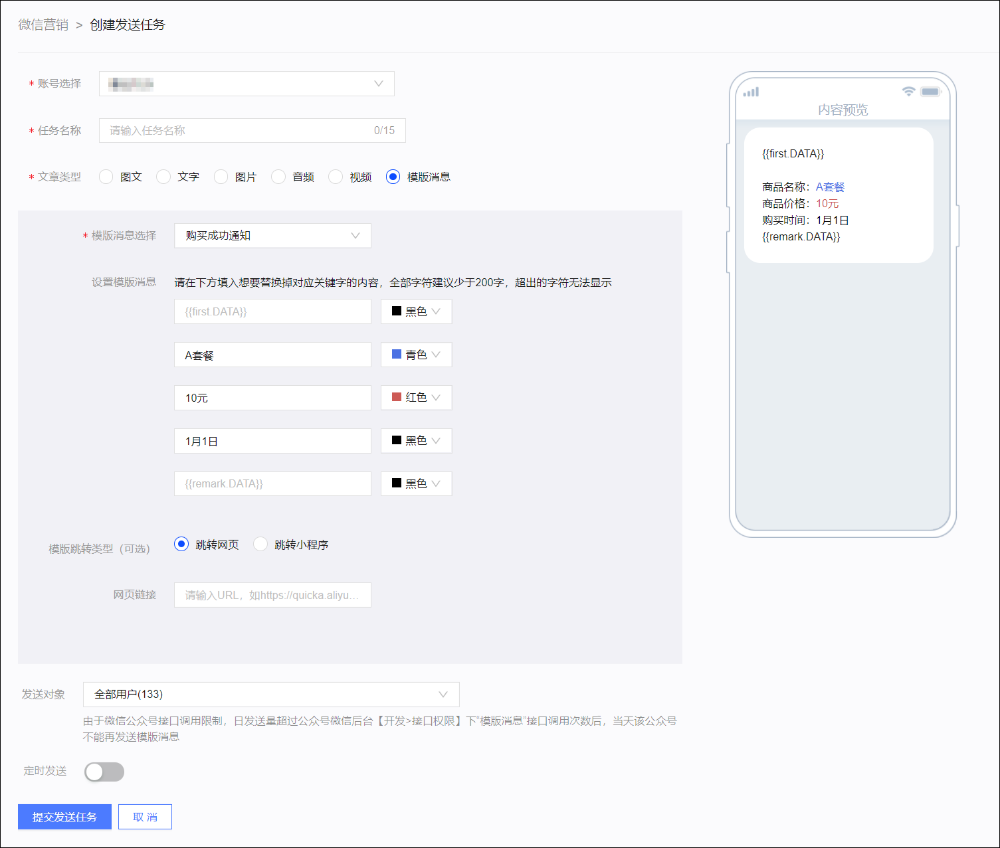 微信营销 > 创建发送任务
* 账号选择
* 任务名称 请输入任务名称 0/15
* 文章类型 图文 文字 图片 音频 视频 模版消息
* 模版消息选择 购买成功通知
设置模版消息 请在下方填入想要替换掉对应关键字的内容，全部字符建议少于200字，超出的字符无法显示
{{first.DATA}} 黑色
A套餐 青色
10元 红色
1月1日 黑色
{{remark.DATA}} 黑色
模版跳转类型（可选） 跳转网页 跳转小程序
网页链接 请输入URL，如https://quicka.aliyu...
发送对象 全部用户(133)
由于微信公众号接口调用限制，日发送量超过公众号微信后台【开发>接口权限】下“模版消息”接口调用次数后，当天该公众号
不能再发送模版消息
定时发送
提交发送任务 取 消
内容预览
{{first.DATA}}
商品名称：A套餐
商品价格：10元
购买时间：1月1日
{{remark.DATA}}